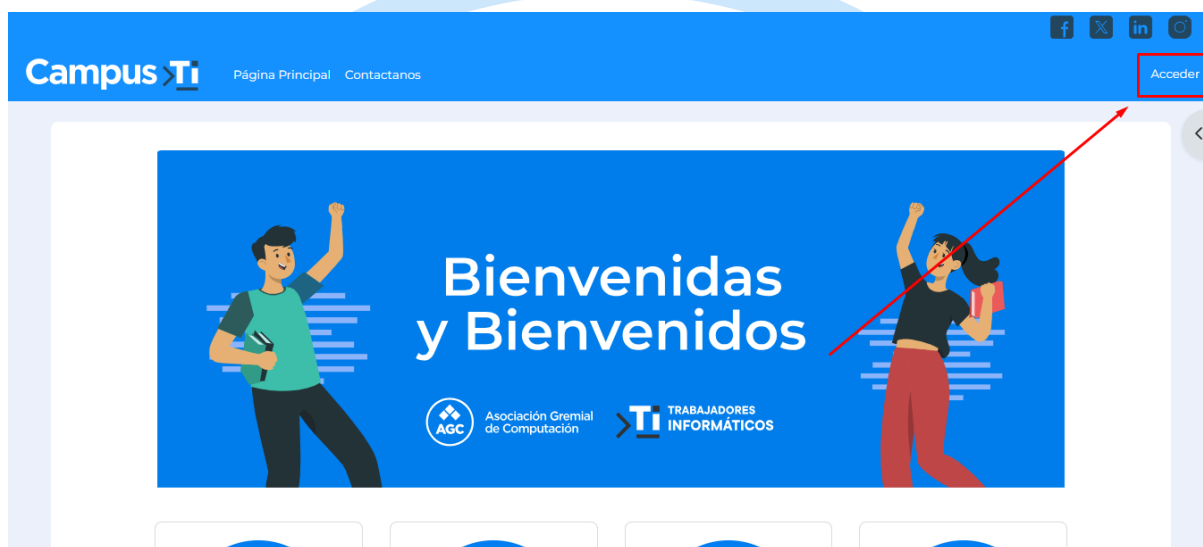 Campus >Ti
Página Principal Contactanos
Acceder
Bienvenidas
y Bienvenidos
AGC
Asociación Gremial
de Computación
>Ti
TRABAJADORES
INFORMÁTICOS